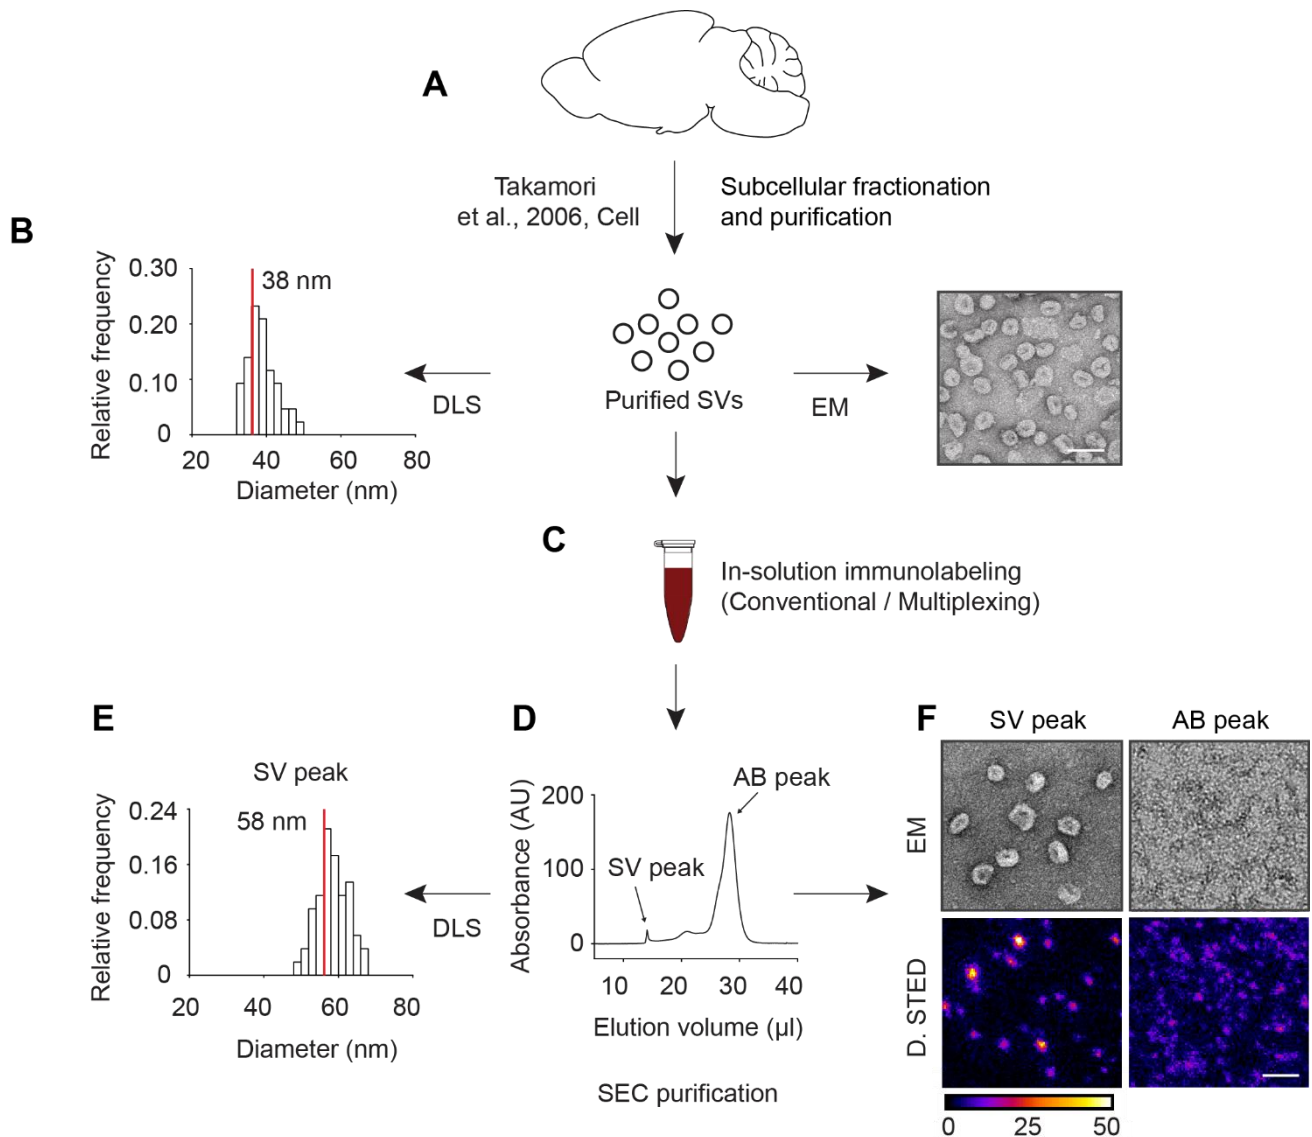 A
Takamori
et al., 2006, Cell
Subcellular fractionation
and purification
B
Relative frequency
0.30
0.20
0.10
0
38 nm
20 40 60 80
Diameter (nm)
DLS
Purified SVs
EM
C
In-solution immunolabeling
(Conventional / Multiplexing)
E
SV peak
Relative frequency
0.24
0.16
0.08
0
58 nm
20 40 60 80
Diameter (nm)
DLS
D
Absorbance (AU)
200
100
0
AB peak
SV peak
10 20 30 40
Elution volume (µl)
SEC purification
F
SV peak
AB peak
EM
D. STED
0 25 50